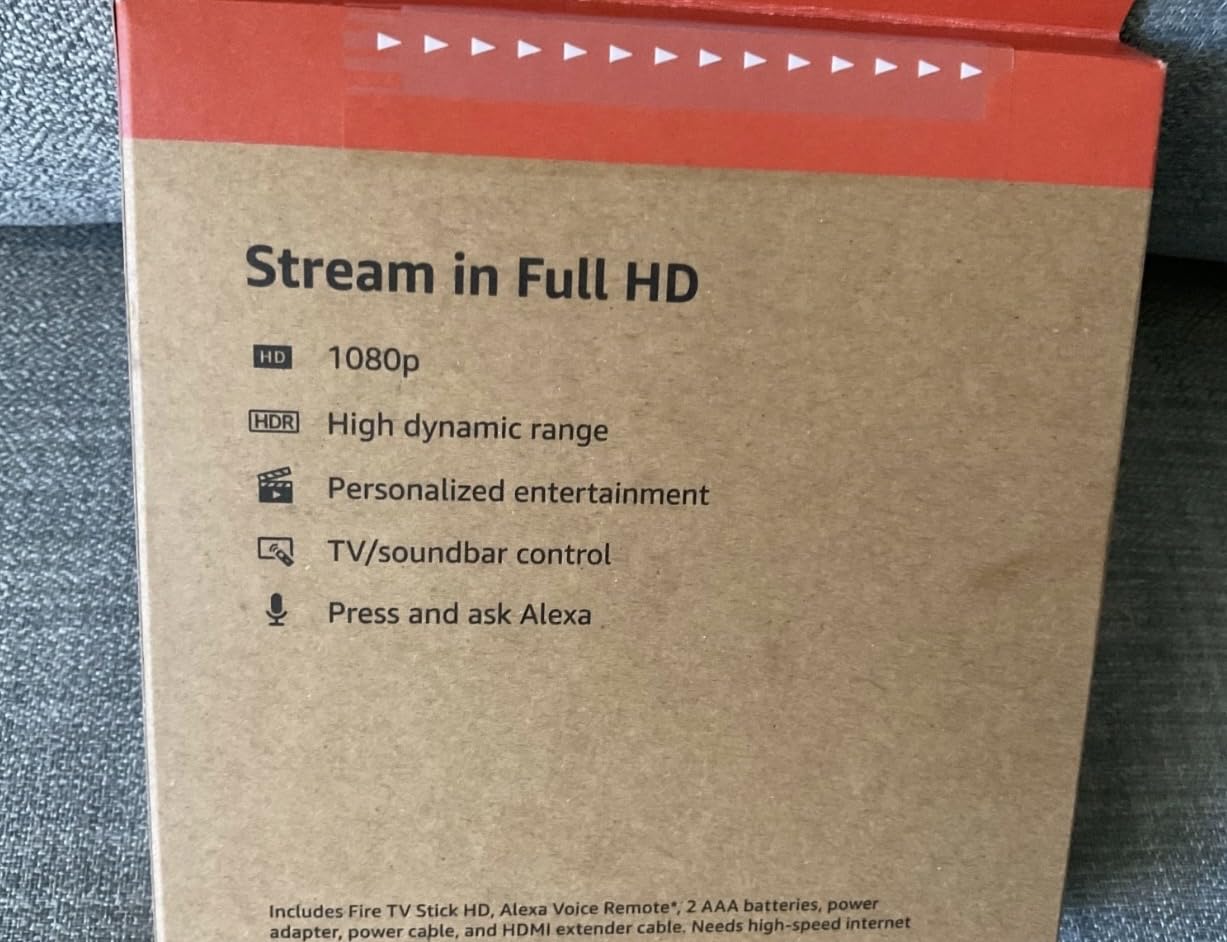 Stream in Full HD
HD 1080p
HDR High dynamic range
Personalized entertainment
TV/soundbar control
Press and ask Alexa
Includes Fire TV Stick HD, Alexa Voice Remote*, 2 AAA batteries, power
adapter, power cable, and HDMI extender cable. Needs high-speed internet